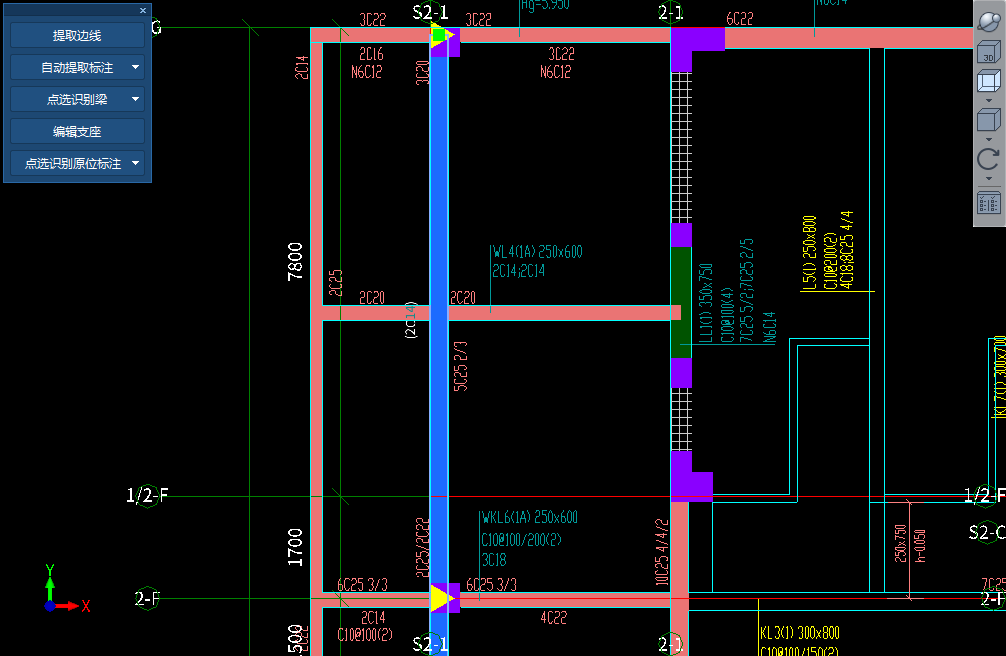 提取边线
自动提取标注
点选识别梁
编辑支座
点选识别原位标注
G
3C22
S2-1
3C22
Hg=5.950
2-1
6C22
N6C14
2C14
2C16
N6C12
3C20
3C22
N6C12
3D
7800
2C25
2C20
(2C14)
2C20
WL4(1A) 250x600
2C14;2C14
5C25 2/3
LL1(1) 350x750
C10@100(4)
7C25 5/2;7C25 2/5
N6C14
L5(1) 250x800
C10@200(2)
4C18;8C25 4/4
KL7(1) 300x700
1/2-F
1/2-F
1700
2C25/2C22
WKL6(1A) 250x600
C10@100/200(2)
3C18
10C25 4/4/2
250x750
h-0.050
S2-C
Y
X
2-F
6C25 3/3
6C25 3/3
7C25
2-F
2C14
C10@100(2)
4C22
S2-1
2-1
KL3(1) 300x800
C10@100/150(2)